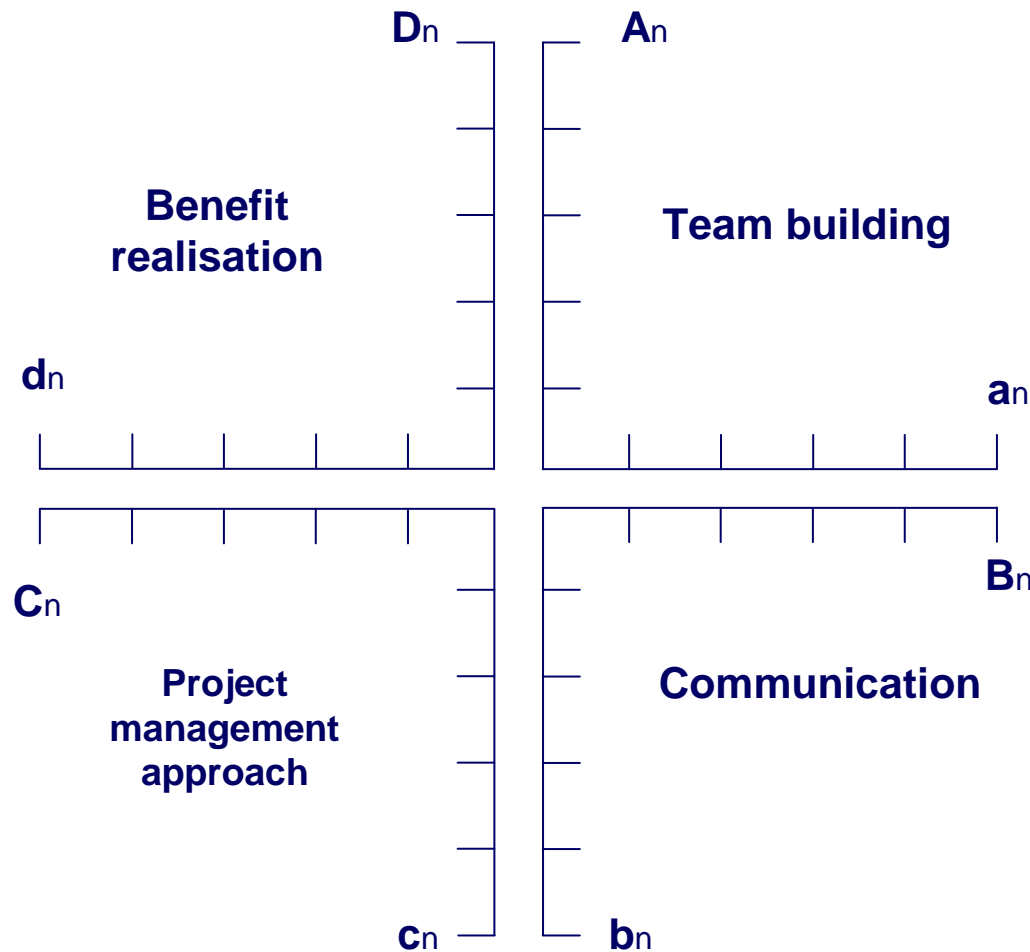 Dn
An
Benefit
realisation
Team building
dn
an
Cn
Bn
Project
management
approach
Communication
cn
bn